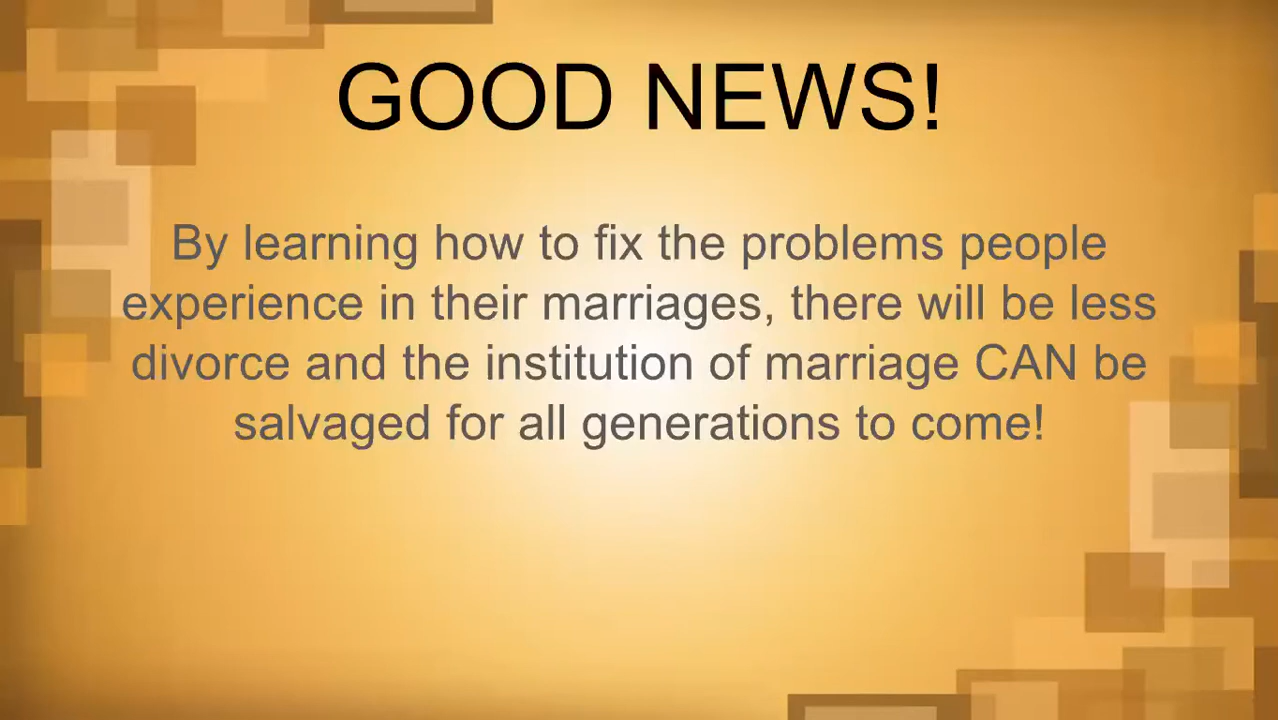 GOOD NEWS!
By learning how to fix the problems people
experience in their marriages, there will be less
divorce and the institution of marriage CAN be
salvaged for all generations to come!